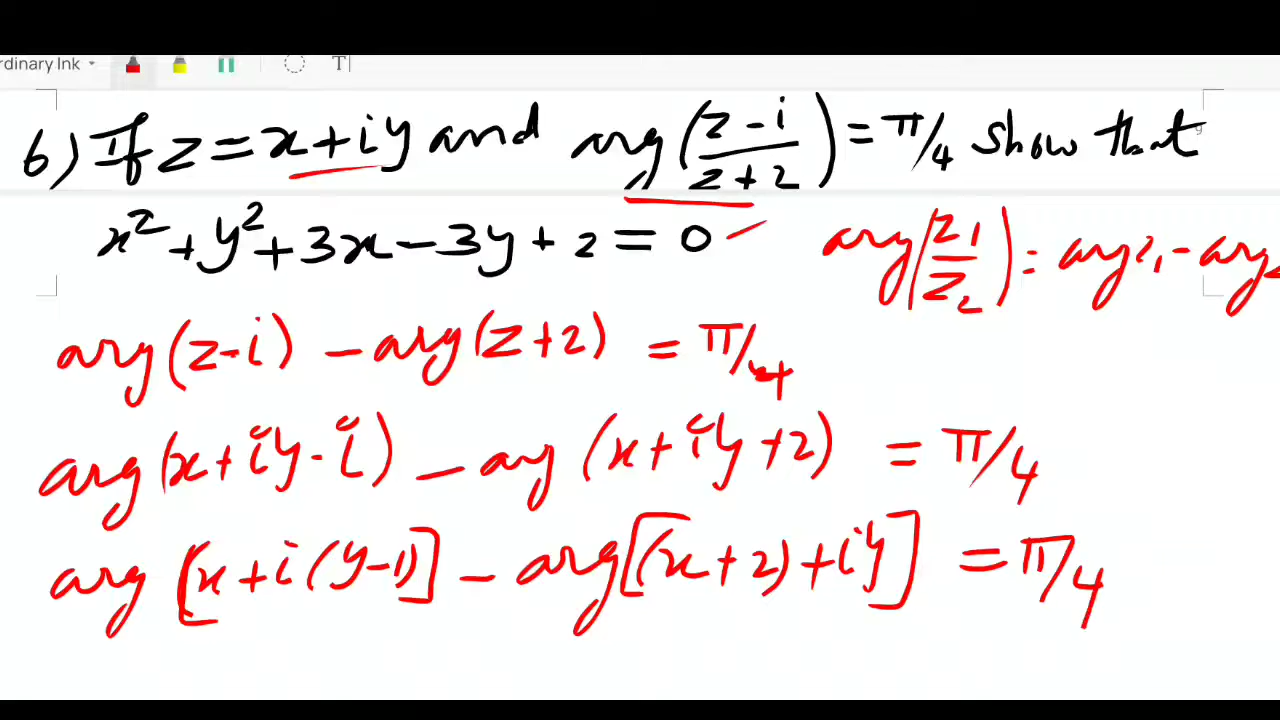 rdinary Ink
T
6) If z = x+iy and arg(z-i/z+2) = π/4 show that
x² + y² + 3x - 3y + 2 = 0
arg(z1/z2) = arg z1 - arg z
arg(z-i) - arg(z+2) = π/4
arg(x+iy-i) - arg(x+iy+2) = π/4
arg[x+i(y-1)] - arg[(x+2)+iy] = π/4